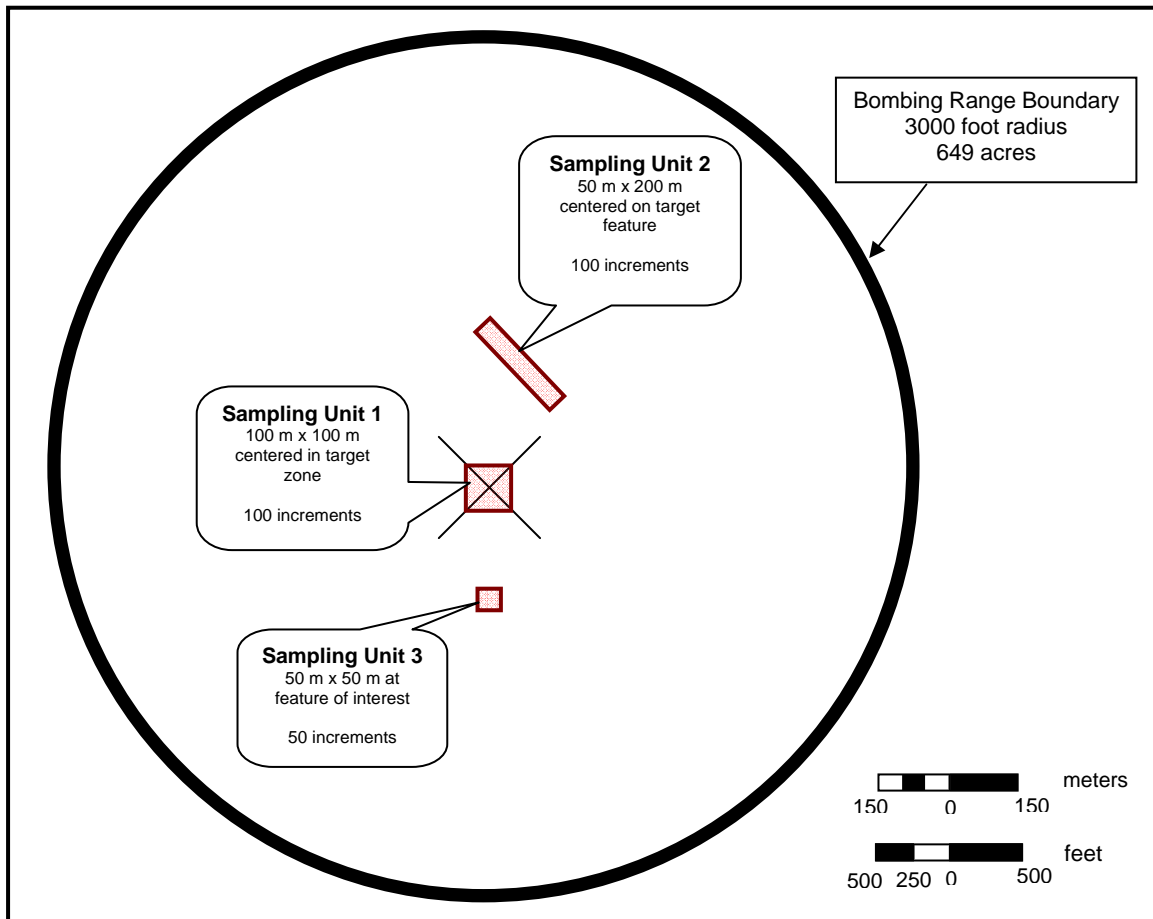 Bombing Range Boundary
3000 foot radius
649 acres
Sampling Unit 2
50 m x 200 m
centered on target
feature
100 increments
Sampling Unit 1
100 m x 100 m
centered in target
zone
100 increments
Sampling Unit 3
50 m x 50 m at
feature of interest
50 increments
meters
150 0 150
feet
500 250 0 500